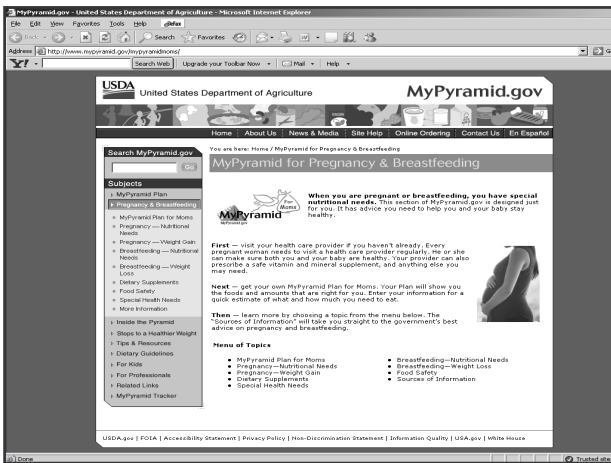 MyPyramid.gov - United States Department of Agriculture - Microsoft Internet Explorer
File Edit View Favorites Tools Help eFax
Back Search Favorites
Address http://www.mypyramid.gov/mypyramidmoms/
Y! Search Web Upgrade your Toolbar Now Mail Help
USDA United States Department of Agriculture MyPyramid.gov
Home About Us News & Media Site Help Online Ordering Contact Us En Español
Search MyPyramid.gov
Go
Subjects
MyPyramid Plan
Pregnancy & Breastfeeding
MyPyramid Plan for Moms
Pregnancy — Nutritional
Needs
Pregnancy — Weight Gain
Breastfeeding — Nutritional
Needs
Breastfeeding — Weight
Loss
Dietary Supplements
Food Safety
Special Health Needs
More Information
Inside the Pyramid
Steps to a Healthier Weight
Tips & Resources
Dietary Guidelines
For Kids
For Professionals
Related Links
MyPyramid Tracker
You are here: Home / MyPyramid for Pregnancy & Breastfeeding
MyPyramid for Pregnancy & Breastfeeding
For
Moms
MyPyramid
When you are pregnant or breastfeeding, you have special
nutritional needs. This section of MyPyramid.gov is designed just
for you. It has advice you need to help you and your baby stay
healthy.
First — visit your health care provider if you haven't already. Every
pregnant woman needs to visit a health care provider regularly. He or she
can make sure both you and your baby are healthy. Your provider can also
prescribe a safe vitamin and mineral supplement, and anything else you
may need.
Next — get your own MyPyramid Plan for Moms. Your Plan will show you
the foods and amounts that are right for you. Enter your information for a
quick estimate of what and how much you need to eat.
Then — learn more by choosing a topic from the menu below. The
"Sources of Information" will take you straight to the government's best
advice on pregnancy and breastfeeding.
Menu of Topics
MyPyramid Plan for Moms
Pregnancy—Nutritional Needs
Pregnancy—Weight Gain
Dietary Supplements
Special Health Needs
Breastfeeding—Nutritional Needs
Breastfeeding—Weight Loss
Food Safety
Sources of Information
USDA.gov | FOIA | Accessibility Statement | Privacy Policy | Non-Discrimination Statement | Information Quality | USA.gov | White House
Done Trusted site